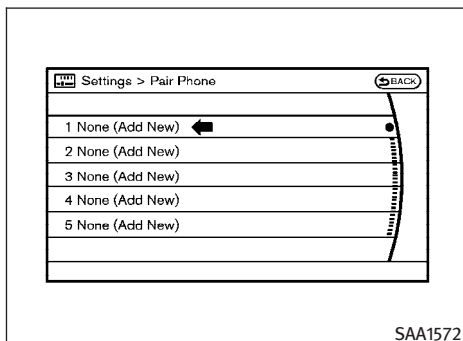 Settings > Pair Phone
BACK
1 None (Add New)
2 None (Add New)
3 None (Add New)
4 None (Add New)
5 None (Add New)
SAA1572